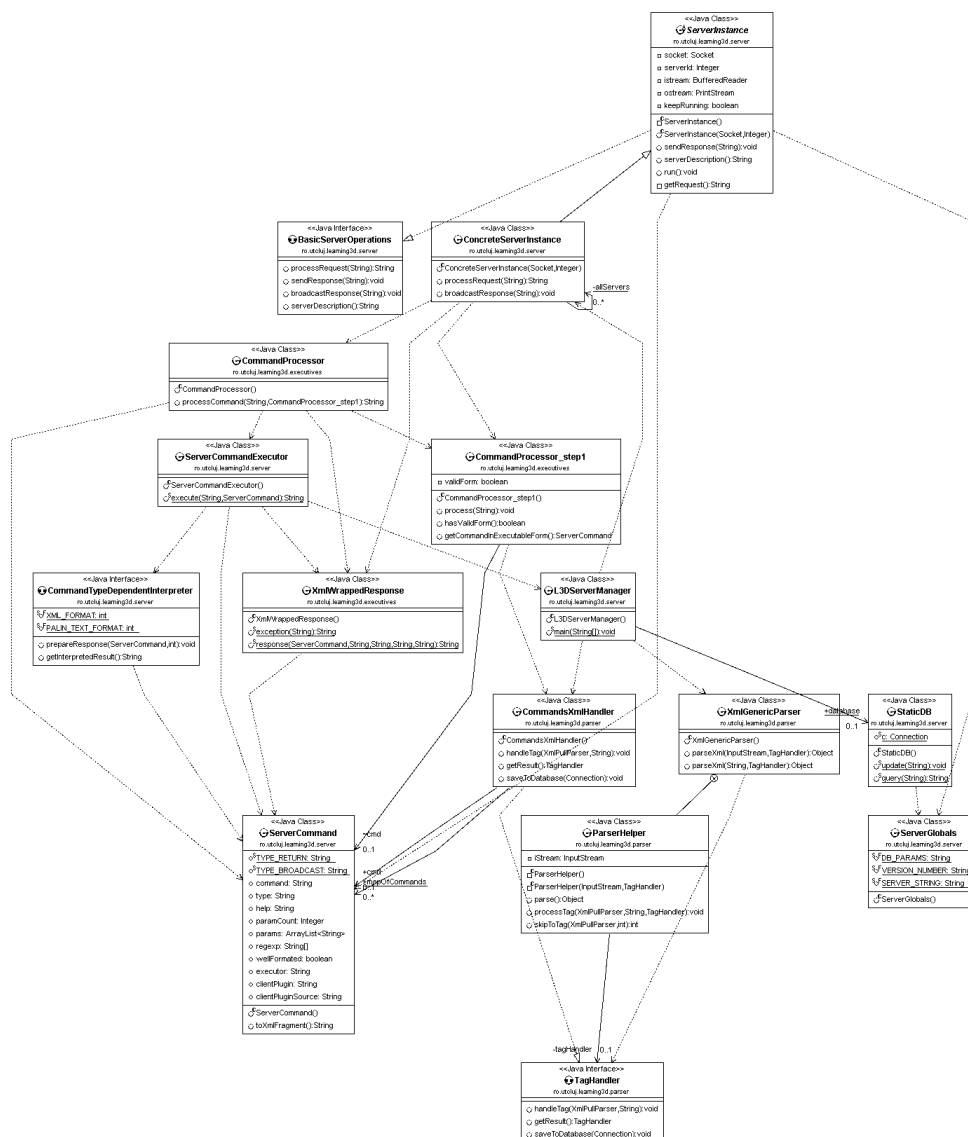 <<Java Class>>
ServerInstance
ro.utcluj.learning3d.server
socket: Socket
serverId: Integer
istream: BufferedReader
ostream: PrintStream
keepRunning: boolean
ServerInstance()
ServerInstance(Socket,Integer)
sendResponse(String):void
serverDescription():String
run():void
getRequest():String
<<Java Interface>>
BasicServerOperations
ro.utcluj.learning3d.server
processRequest(String):String
sendResponse(String):void
broadcastResponse(String):void
serverDescription():String
<<Java Class>>
ConcreteServerInstance
ro.utcluj.learning3d.server
ConcreteServerInstance(Socket,Integer)
processRequest(String):String
broadcastResponse(String):void
-allServers
0..*
<<Java Class>>
CommandProcessor
ro.utcluj.learning3d.executives
CommandProcessor()
processCommand(String,CommandProcessor_step1):String
<<Java Class>>
ServerCommandExecutor
ro.utcluj.learning3d.server
ServerCommandExecutor()
execute(String,ServerCommand):String
<<Java Class>>
CommandProcessor_step1
ro.utcluj.learning3d.executives
validForm: boolean
CommandProcessor_step1()
process(String):void
hasValidForm():boolean
getCommandInExecutableForm():ServerCommand
<<Java Interface>>
CommandTypeDependentInterpreter
ro.utcluj.learning3d.server
XML_FORMAT: int
PALIN_TEXT_FORMAT: int
prepareResponse(ServerCommand,int):void
getInterpretedResult():String
<<Java Class>>
XmlWrappedResponse
ro.utcluj.learning3d.executives
XmlWrappedResponse()
exception(String):String
response(ServerCommand,String,String,String,String):String
<<Java Class>>
L3DServerManager
ro.utcluj.learning3d.server
L3DServerManager()
main(String[]):void
<<Java Class>>
CommandsXmlHandler
ro.utcluj.learning3d.parser
CommandsXmlHandler()
handleTag(XmlPullParser,String):void
getResult():TagHandler
saveToDatabase(Connection):void
<<Java Class>>
XmlGenericParser
ro.utcluj.learning3d.parser
XmlGenericParser()
parseXml(InputStream,TagHandler):Object
parseXml(String,TagHandler):Object
+database
0..1
<<Java Class>>
StaticDB
ro.utcluj.learning3d.server
c: Connection
StaticDB()
update(String):void
query(String):String
<<Java Class>>
ServerCommand
ro.utcluj.learning3d.server
TYPE_RETURN: String
TYPE_BROADCAST: String
command: String
type: String
help: String
paramCount: Integer
params: ArrayList<String>
regexp: String[]
wellFormated: boolean
executor: String
clientPlugin: String
clientPluginSource: String
ServerCommand()
toXmlFragment():String
-cmd
0..1
+cmd
-mapOfCommands
0..1
0..*
<<Java Class>>
ParserHelper
ro.utcluj.learning3d.parser
iStream: InputStream
ParserHelper()
ParserHelper(InputStream,TagHandler)
parse():Object
processTag(XmlPullParser,String,TagHandler):void
skipToTag(XmlPullParser,int):int
<<Java Class>>
ServerGlobals
ro.utcluj.learning3d.server
DB_PARAMS: String
VERSION_NUMBER: String
SERVER_STRING: String
ServerGlobals()
-tagHandler
0..1
<<Java Interface>>
TagHandler
ro.utcluj.learning3d.parser
handleTag(XmlPullParser,String):void
getResult():TagHandler
saveToDatabase(Connection):void